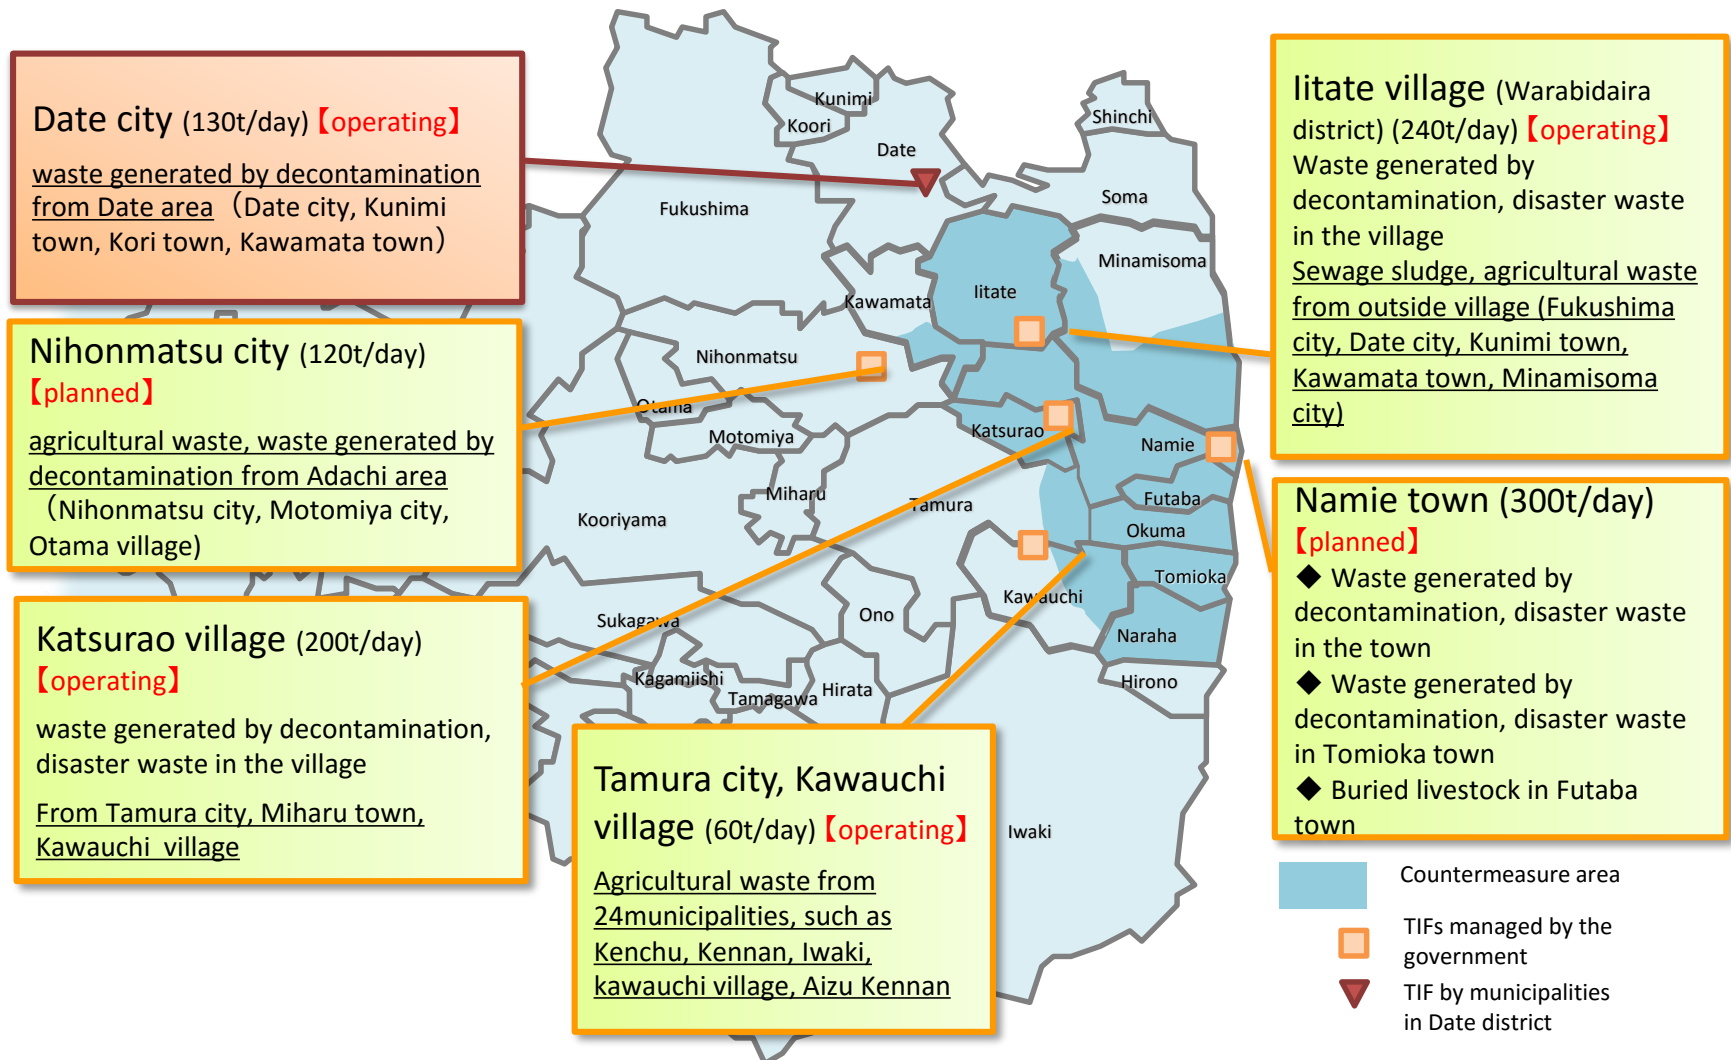 Date city (130t/day)【operating】
waste generated by decontamination
from Date area（Date city, Kunimi
town, Kori town, Kawamata town）
Nihonmatsu city (120t/day)
【planned】
agricultural waste, waste generated by
decontamination from Adachi area
（Nihonmatsu city, Motomiya city,
Otama village)
Katsurao village (200t/day)
【operating】
waste generated by decontamination,
disaster waste in the village
From Tamura city, Miharu town,
Kawauchi village
Tamura city, Kawauchi
village (60t/day)【operating】
Agricultural waste from
24municipalities, such as
Kenchu, Kennan, Iwaki,
kawauchi village, Aizu Kennan
Iitate village (Warabidaira
district) (240t/day)【operating】
Waste generated by
decontamination, disaster waste
in the village
Sewage sludge, agricultural waste
from outside village (Fukushima
city, Date city, Kunimi town,
Kawamata town, Minamisoma
city)
Namie town (300t/day)
【planned】
◆ Waste generated by
decontamination, disaster waste
in the town
◆ Waste generated by
decontamination, disaster waste
in Tomioka town
◆ Buried livestock in Futaba
town
Countermeasure area
TIFs managed by the
government
TIF by municipalities
in Date district
Kunimi
Koori
Shinchi
Date
Soma
Fukushima
Minamisoma
Iitate
Kawamata
Nihonmatsu
Otama
Motomiya
Katsurao
Namie
Miharu
Tamura
Futaba
Kooriyama
Okuma
Tomioka
Kawauchi
Ono
Sukagawa
Naraha
Kagamiishi
Tamagawa
Hirata
Hirono
Iwaki